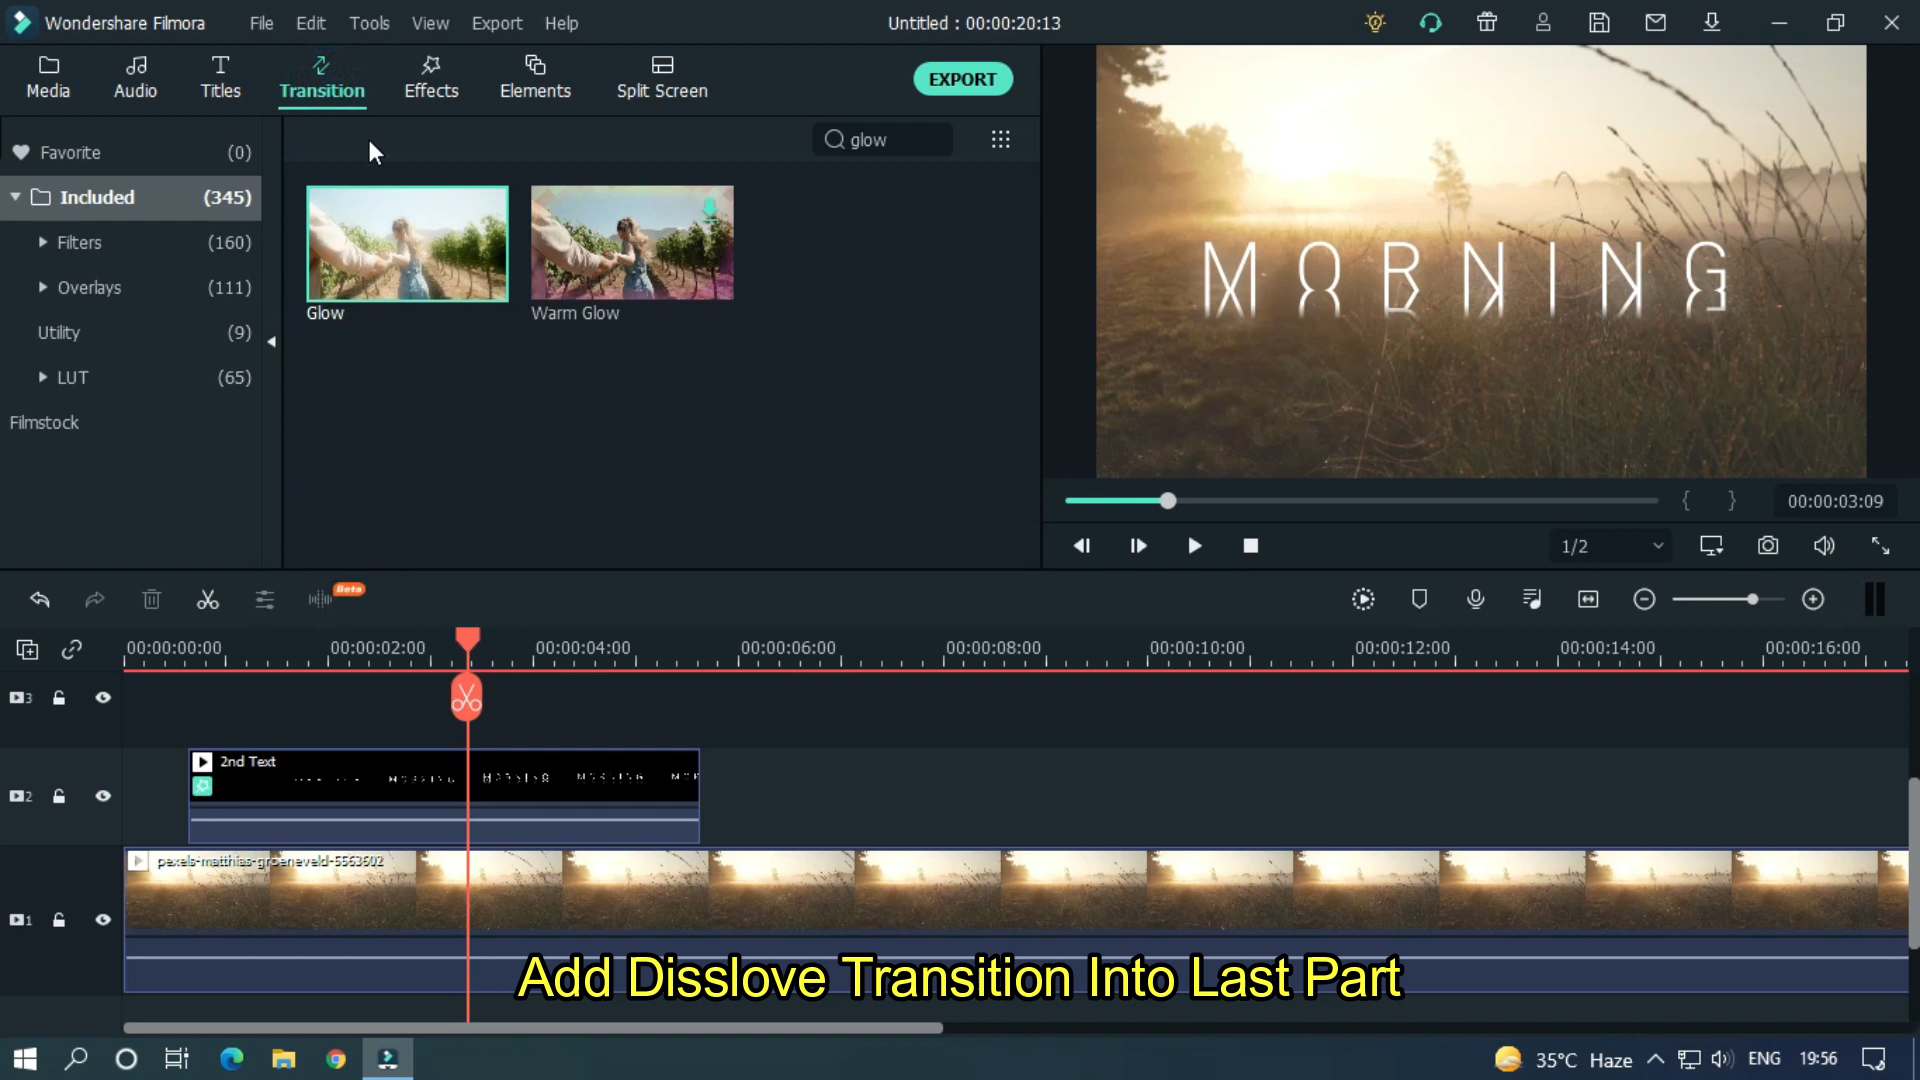 Wondershare Filmora
File
Edit
Tools
View
Export
Help
Untitled : 00:00:20:13
Media
Audio
Titles
Transition
Effects
Elements
Split Screen
EXPORT
Favorite (0)
Included (345)
Filters (160)
Overlays (111)
Utility (9)
LUT (65)
Filmstock
glow
Glow
Warm Glow
MORNING
{ }
00:00:03:09
1/2
Beta
00:00:00:00
00:00:02:00
00:00:04:00
00:00:06:00
00:00:08:00
00:00:10:00
00:00:12:00
00:00:14:00
00:00:16:00
3
2nd Text
2
pexels-matthias-groeneveld-5563602
1
Add Disslove Transition Into Last Part
35°C Haze
ENG
19:56